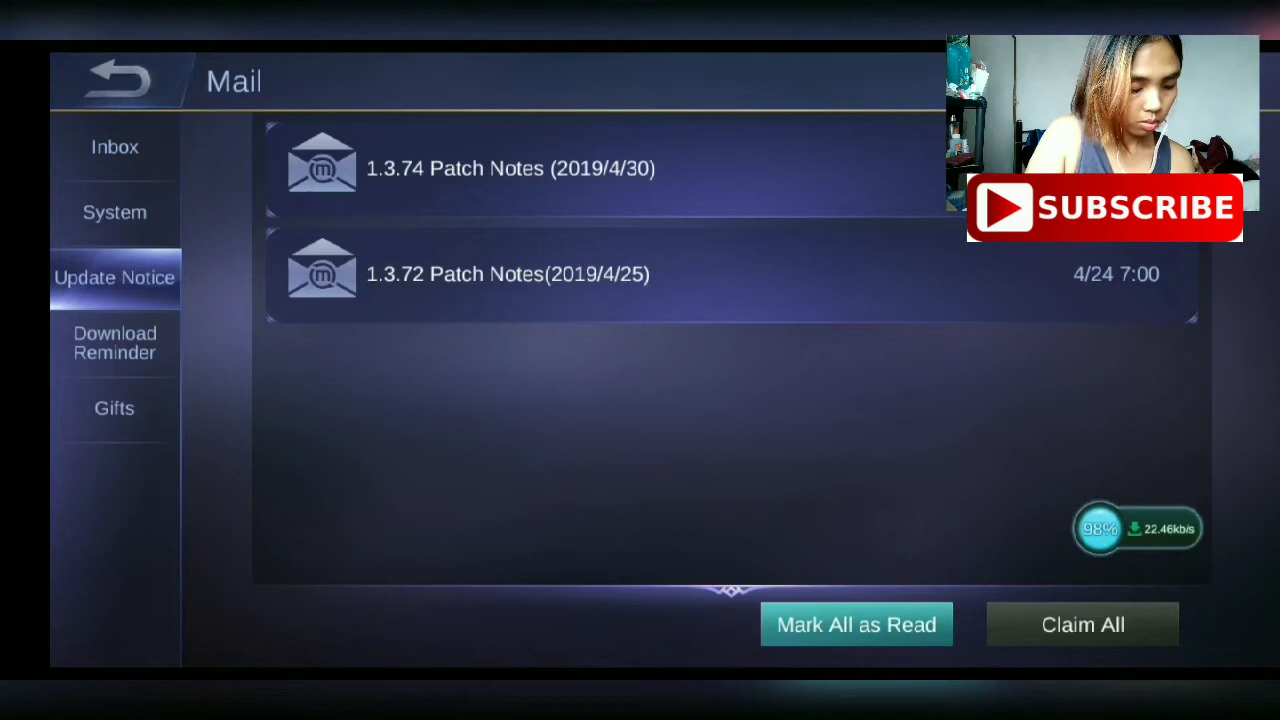 Mail
Inbox
System
Update Notice
Download
Reminder
Gifts
1.3.74 Patch Notes (2019/4/30)
1.3.72 Patch Notes(2019/4/25)
4/24 7:00
SUBSCRIBE
98%
22.46kb/s
Mark All as Read
Claim All